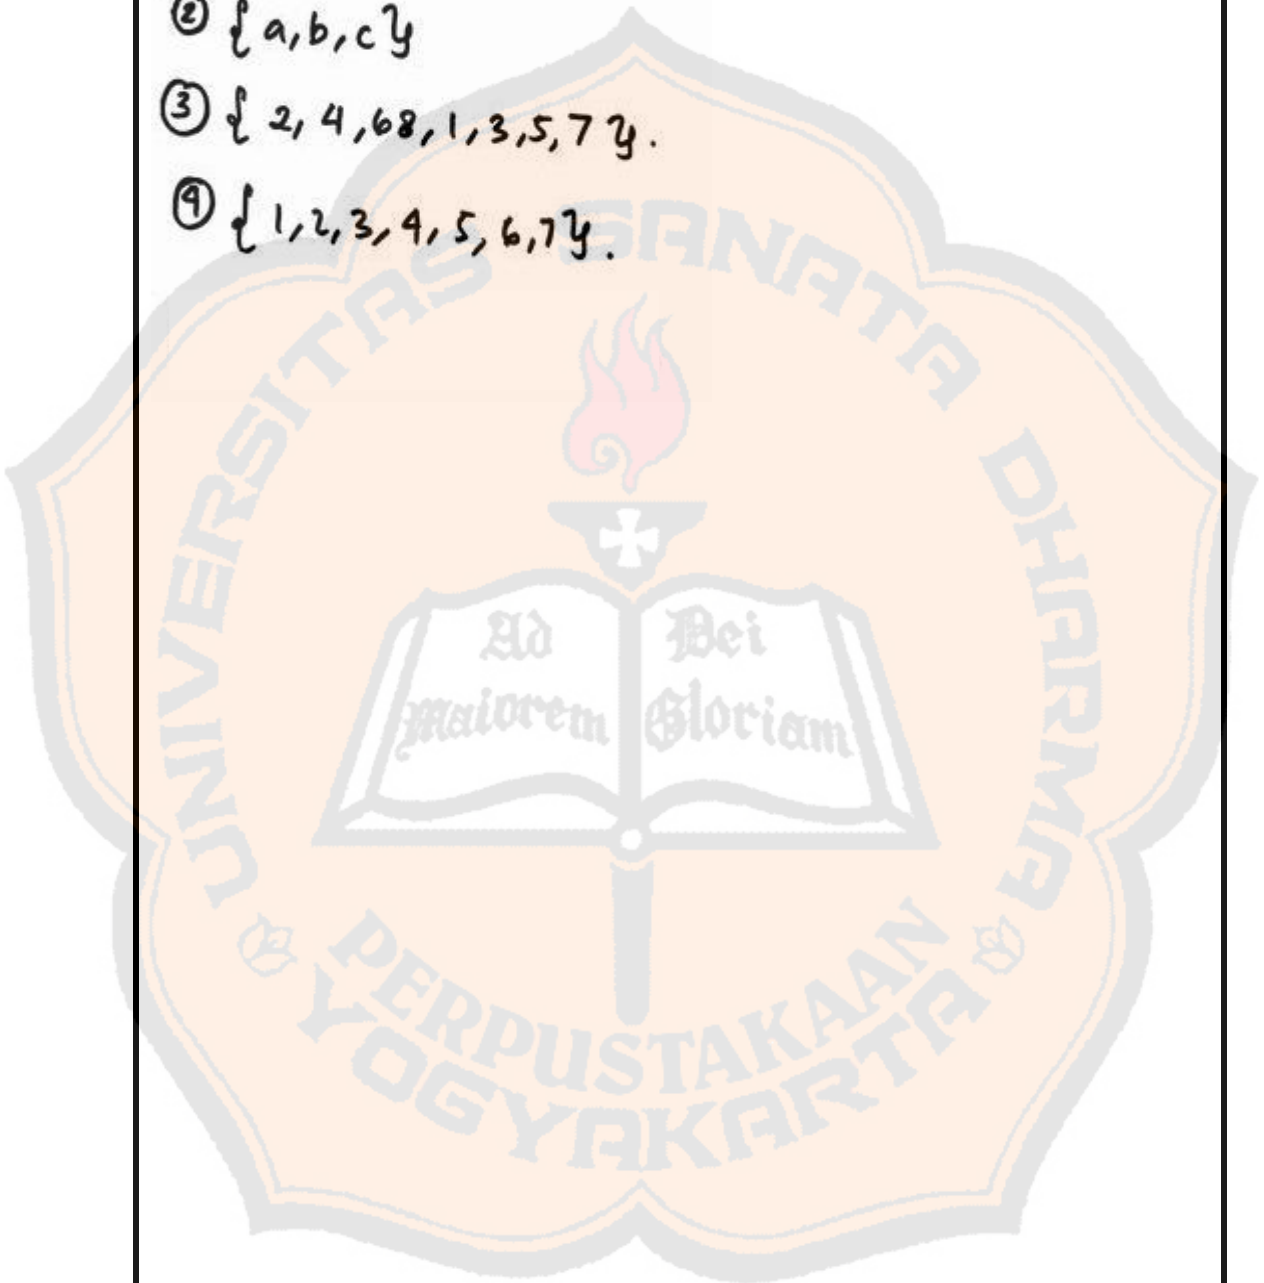 ② { a, b, c }
③ { 2, 4, 68, 1, 3, 5, 7 }.
④ { 1, 2, 3, 4, 5, 6, 7 }.
UNIVERSITAS SANATA DHARMA
Ad Dei
maiorem Gloriam
PERPUSTAKAAN
YOGYAKARTA